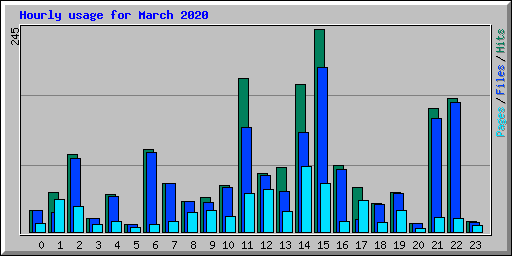 Hourly usage for March 2020
245
Pages/Files/Hits
0 1 2 3 4 5 6 7 8 9 10 11 12 13 14 15 16 17 18 19 20 21 22 23